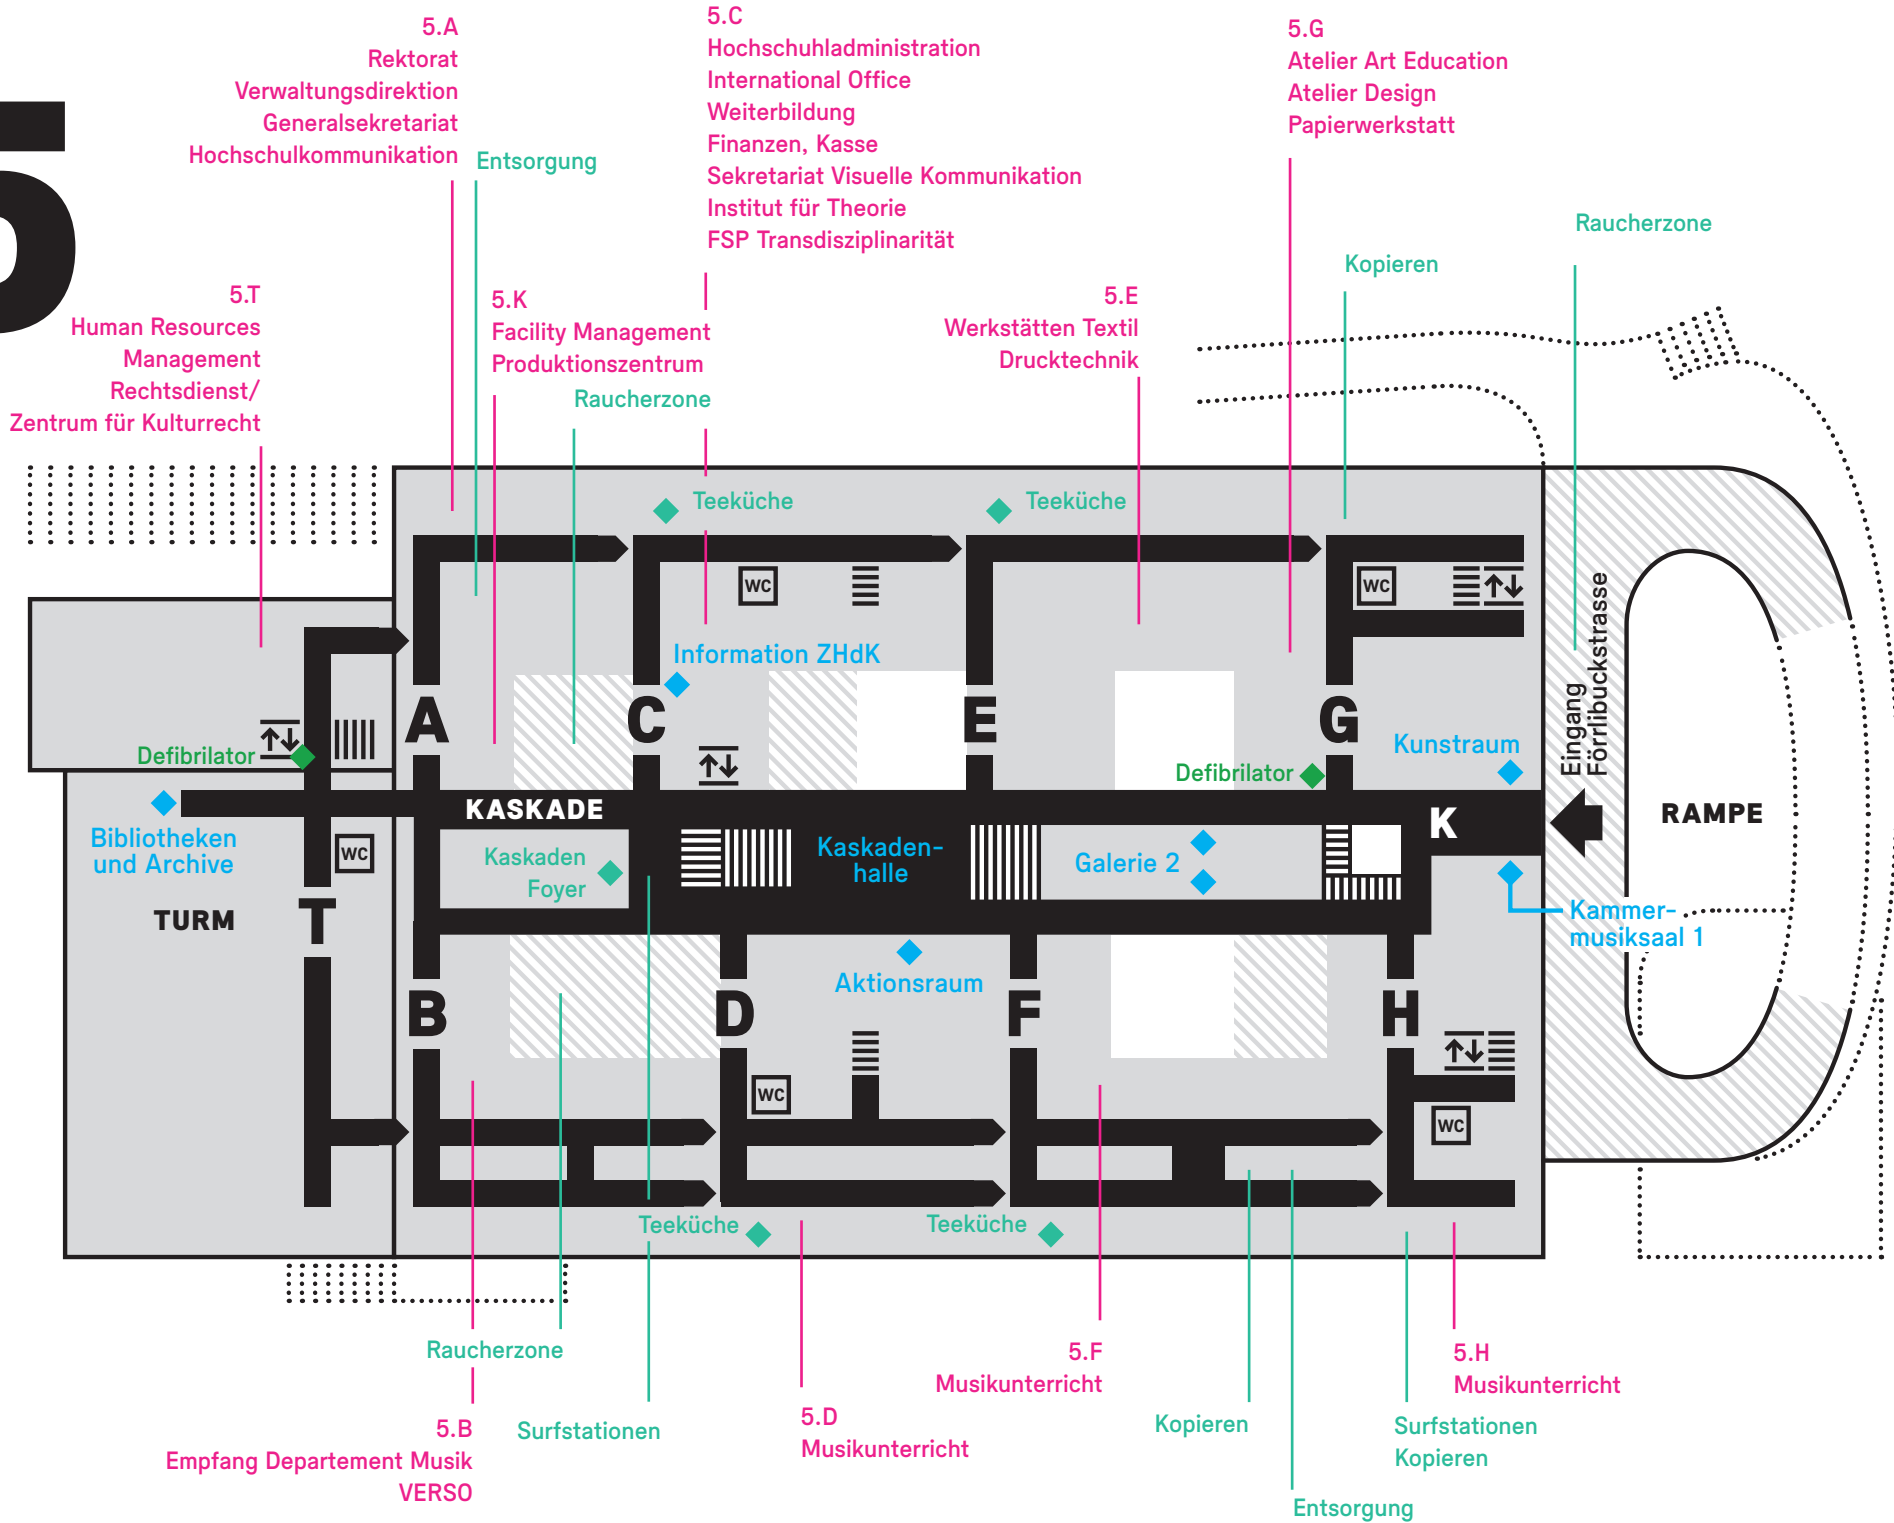 5
5.A
Rektorat
Verwaltungsdirektion
Generalsekretariat
Hochschulkommunikation
Entsorgung
5.C
Hochschuhladministration
International Office
Weiterbildung
Finanzen, Kasse
Sekretariat Visuelle Kommunikation
Institut für Theorie
FSP Transdisziplinarität
5.G
Atelier Art Education
Atelier Design
Papierwerkstatt
Raucherzone
Kopieren
5.T
Human Resources
Management
Rechtsdienst/
Zentrum für Kulturrecht
5.K
Facility Management
Produktionszentrum
Raucherzone
5.E
Werkstätten Textil
Drucktechnik
Teeküche
Teeküche
WC
WC
Information ZHdK
A
C
E
G
Defibrilator
Defibrilator
Kunstraum
Eingang
Förrlibuckstrasse
Bibliotheken
und Archive
KASKADE
K
RAMPE
WC
Kaskaden
Foyer
Kaskaden-
halle
Galerie 2
TURM
T
Kammer-
musiksaal 1
Aktionsraum
B
D
F
H
WC
WC
Teeküche
Teeküche
Raucherzone
5.B
Empfang Departement Musik
VERSO
Surfstationen
5.D
Musikunterricht
5.F
Musikunterricht
Kopieren
Entsorgung
5.H
Musikunterricht
Surfstationen
Kopieren